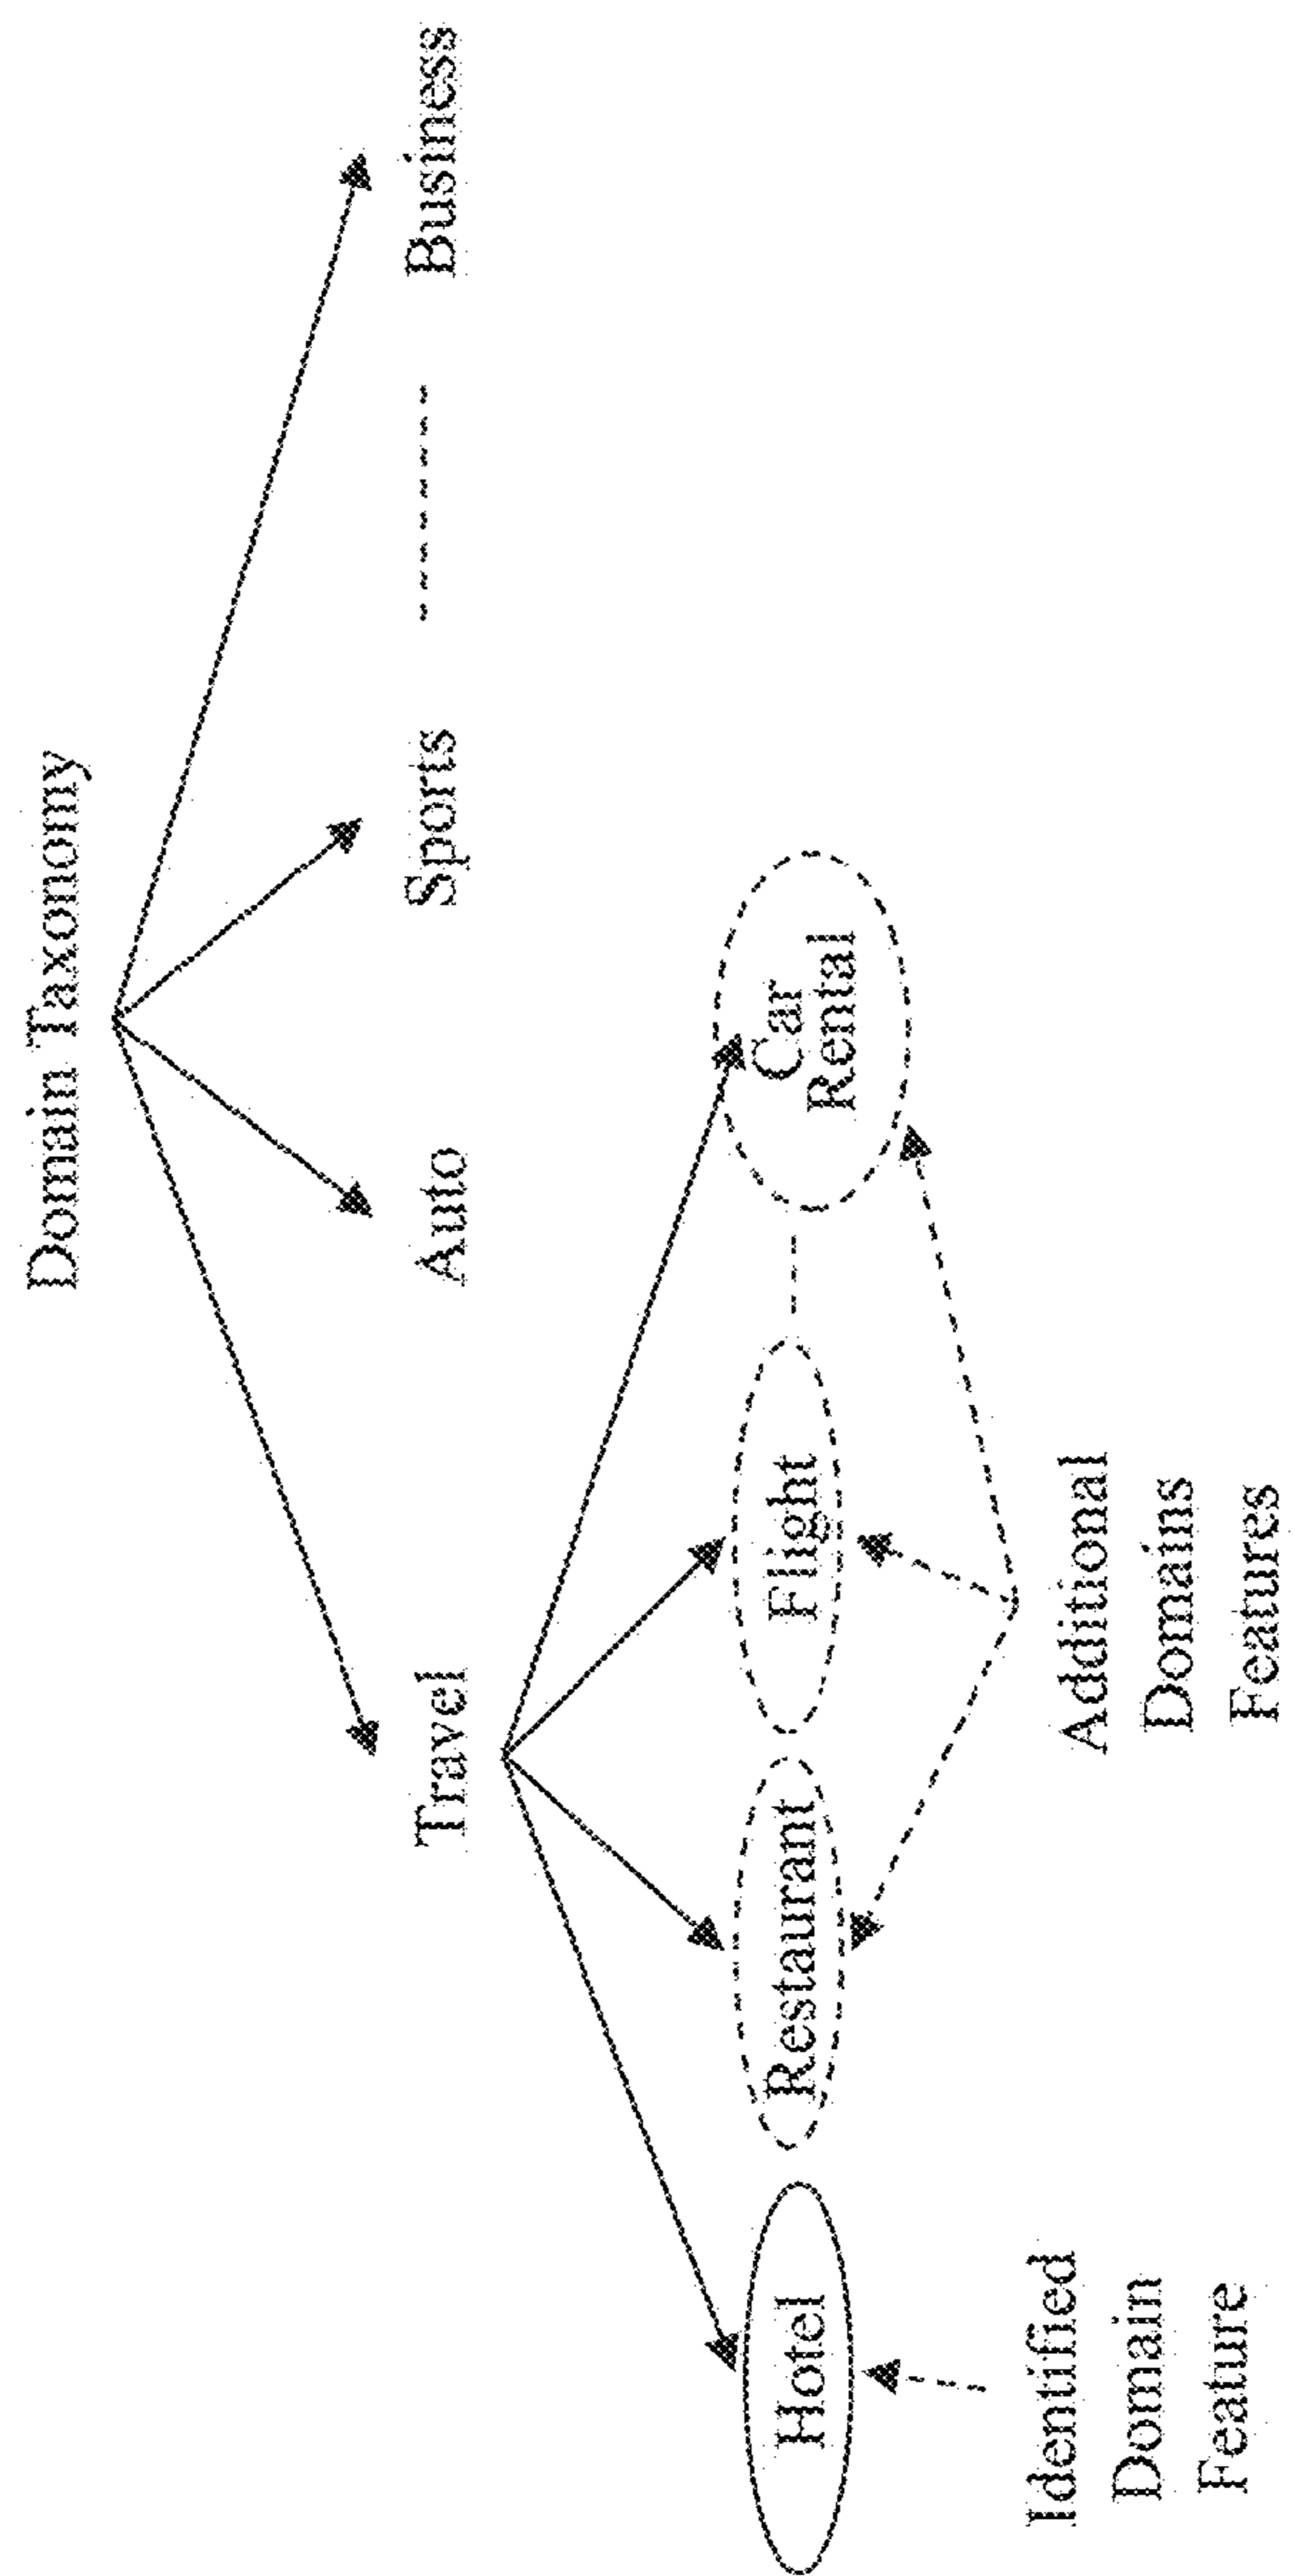 Domain Taxonomy
Travel
Auto
Sports
Business
Hotel
Restaurant
Flight
Car
Rental
Identified
Domain
Feature
Additional
Domains
Features